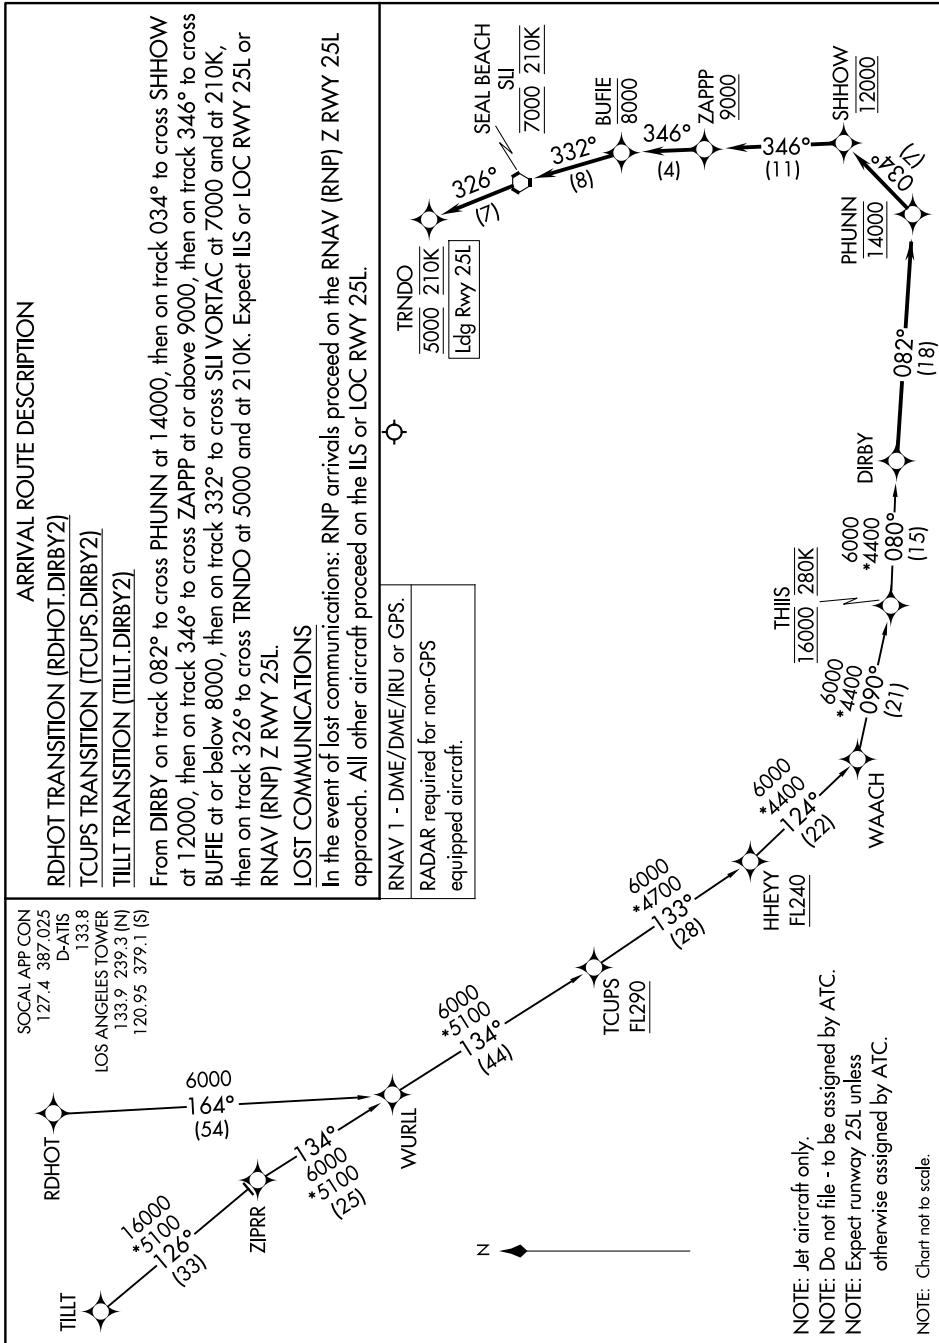 SOCAL APP CON
127.4 387.025
D-ATIS
133.8
LOS ANGELES TOWER
133.9 239.3 (N)
120.95 379.1 (S)
ARRIVAL ROUTE DESCRIPTION
RDHOT TRANSITION (RDHOT.DIRBY2)
TCUPS TRANSITION (TCUPS.DIRBY2)
TILLT TRANSITION (TILLT.DIRBY2)
From DIRBY on track 082° to cross PHUNN at 14000, then on track 034° to cross SHHOW
at 12000, then on track 346° to cross ZAPPP at or above 9000, then on track 346° to cross
BUFIE at or below 8000, then on track 332° to cross SLI VORTAC at 7000 and at 210K,
then on track 326° to cross TRNDO at 5000 and at 210K. Expect ILS or LOC RWY 25L or
RNAV (RNP) Z RWY 25L.
LOST COMMUNICATIONS
In the event of lost communications: RNP arrivals proceed on the RNAV (RNP) Z RWY 25L
approach. All other aircraft proceed on the ILS or LOC RWY 25L.
RNAV 1 - DME/DME/IRU or GPS.
RADAR required for non-GPS
equipped aircraft.
TILLT
16000
*5100
126°
(33)
ZIPRR
134°
6000
*5100
(25)
RDHOT
6000
164°
(54)
WURLL
6000
*5100
134°
(44)
TCUPS
FL290
6000
*4700
133°
(28)
HHEYY
FL240
6000
*4400
124°
(22)
WAACH
6000
*4400
090°
(21)
THIIS
16000 280K
6000
*4400
080°
(15)
DIRBY
082°
(18)
PHUNN
14000
034°
(7)
SHHOW
12000
346°
(11)
ZAPPP
9000
346°
(4)
BUFIE
8000
332°
(8)
SEAL BEACH
SLI
7000 210K
326°
(7)
TRNDO
5000 210K
Ldg Rwy 25L
N
NOTE: Jet aircraft only.
NOTE: Do not file - to be assigned by ATC.
NOTE: Expect runway 25L unless
otherwise assigned by ATC.
NOTE: Chart not to scale.